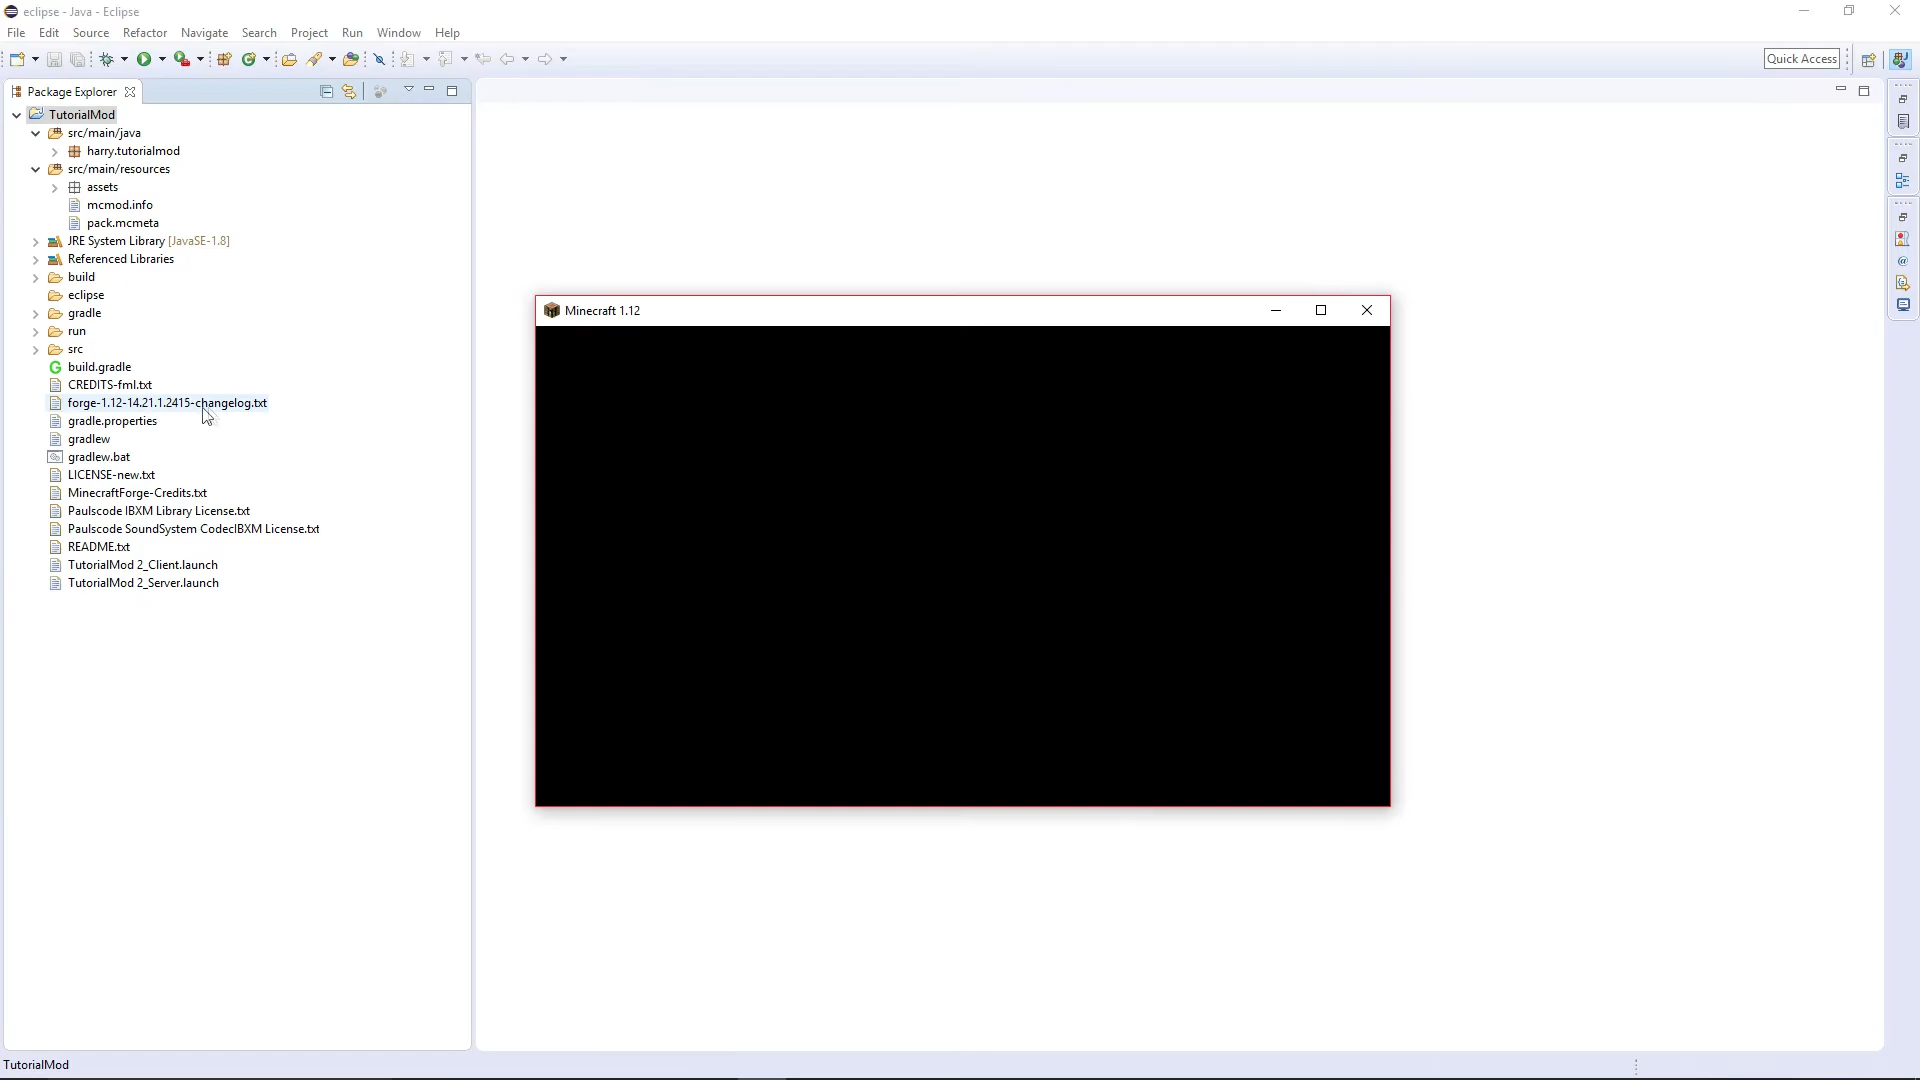 eclipse - Java - Eclipse
File Edit Source Refactor Navigate Search Project Run Window Help
Quick Access
Package Explorer
TutorialMod
src/main/java
harry.tutorialmod
src/main/resources
assets
mcmod.info
pack.mcmeta
JRE System Library [JavaSE-1.8]
Referenced Libraries
build
eclipse
gradle
run
src
build.gradle
CREDITS-fml.txt
forge-1.12-14.21.1.2415-changelog.txt
gradle.properties
gradlew
gradlew.bat
LICENSE-new.txt
MinecraftForge-Credits.txt
Paulscode IBXM Library License.txt
Paulscode SoundSystem CodecIBXM License.txt
README.txt
TutorialMod 2_Client.launch
TutorialMod 2_Server.launch
Minecraft 1.12
TutorialMod